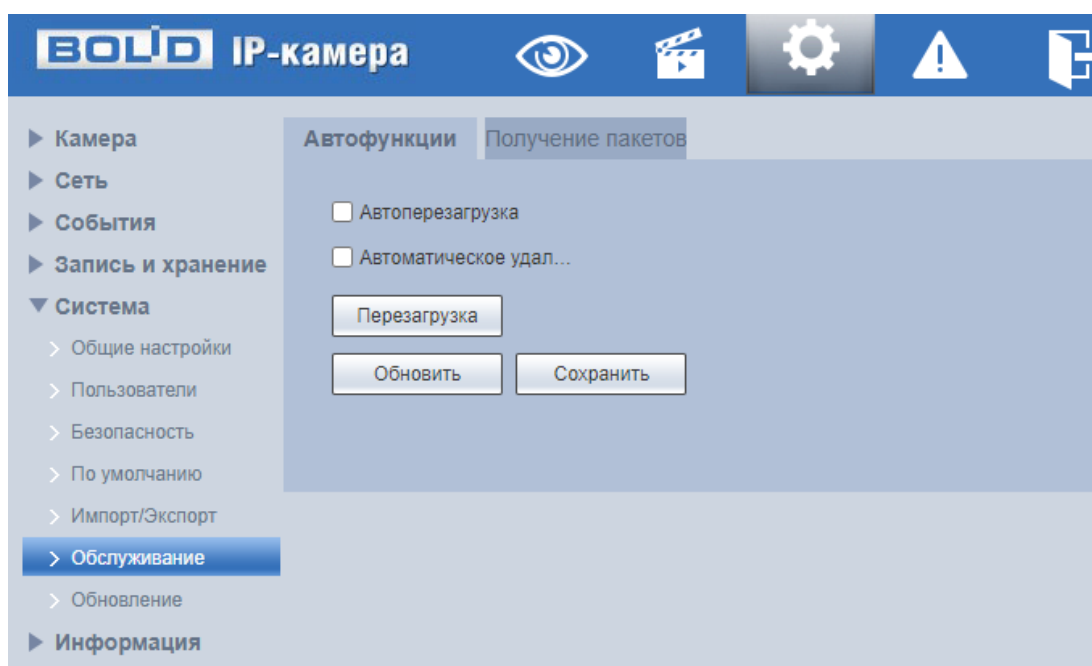 BOLID IP-камера
Камера
Сеть
События
Запись и хранение
Система
Общие настройки
Пользователи
Безопасность
По умолчанию
Импорт/Экспорт
Обслуживание
Обновление
Информация
Автофункции Получение пакетов
Автоперезагрузка
Автоматическое удал...
Перезагрузка
Обновить Сохранить